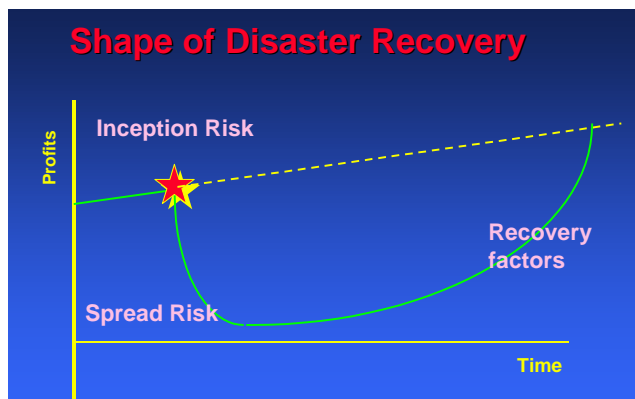 Shape of Disaster Recovery
Inception Risk
Profits
Recovery
factors
Spread Risk
Time